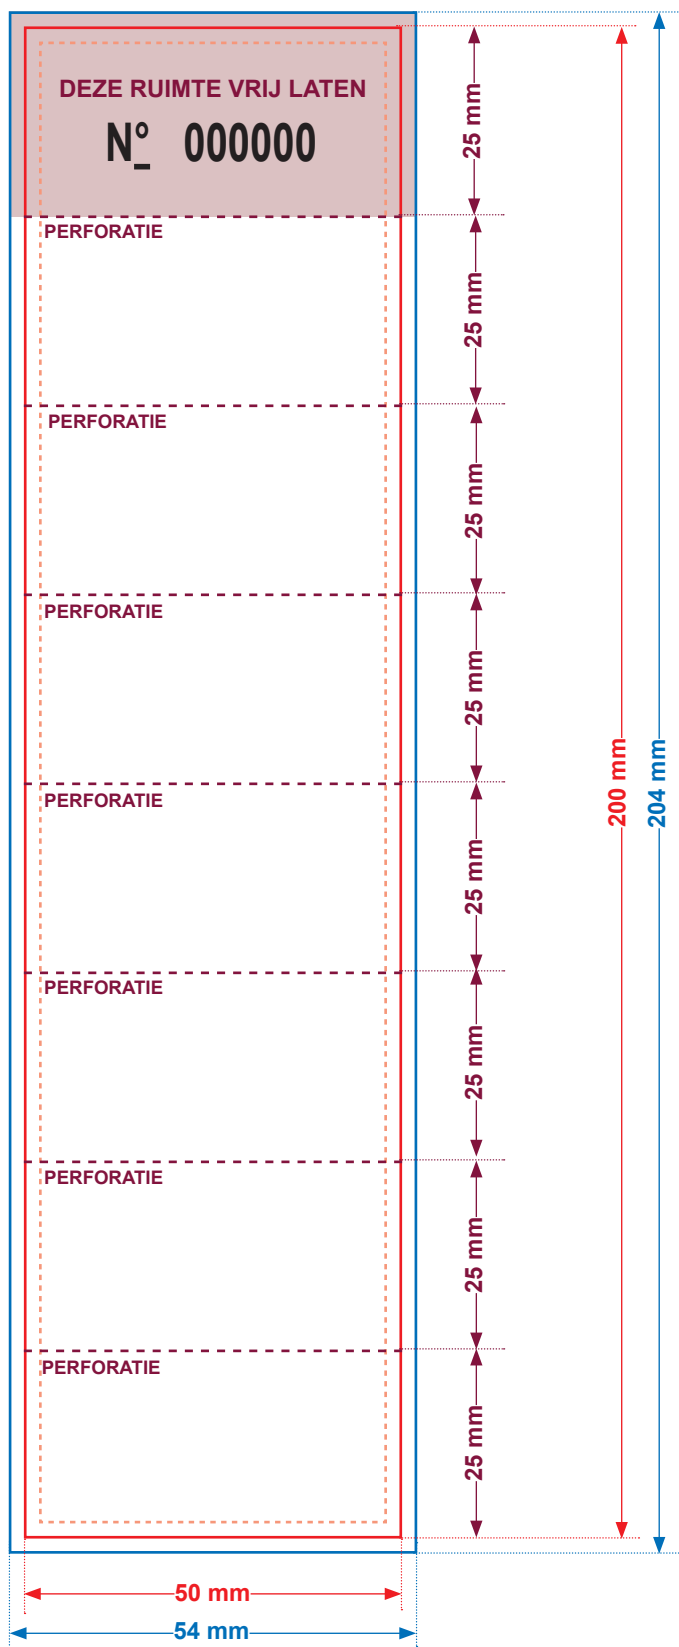 DEZE RUIMTE VRIJ LATEN
Nº 000000
25 mm
PERFORATIE
25 mm
PERFORATIE
25 mm
PERFORATIE
25 mm
PERFORATIE
25 mm
PERFORATIE
25 mm
PERFORATIE
25 mm
PERFORATIE
25 mm
200 mm
204 mm
50 mm
54 mm